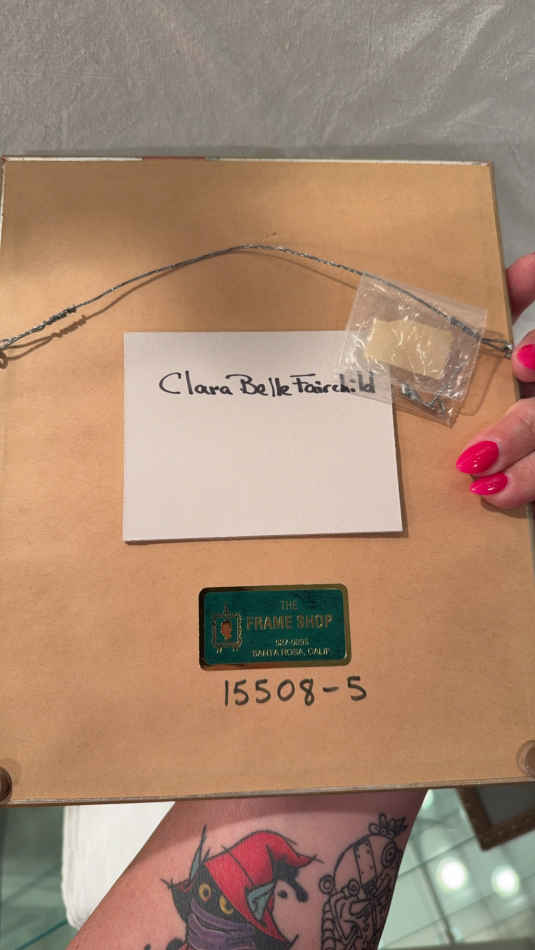 Clara Belle Fairchild
THE
FRAME SHOP
SANTA ROSA, CALIF.
15508-5